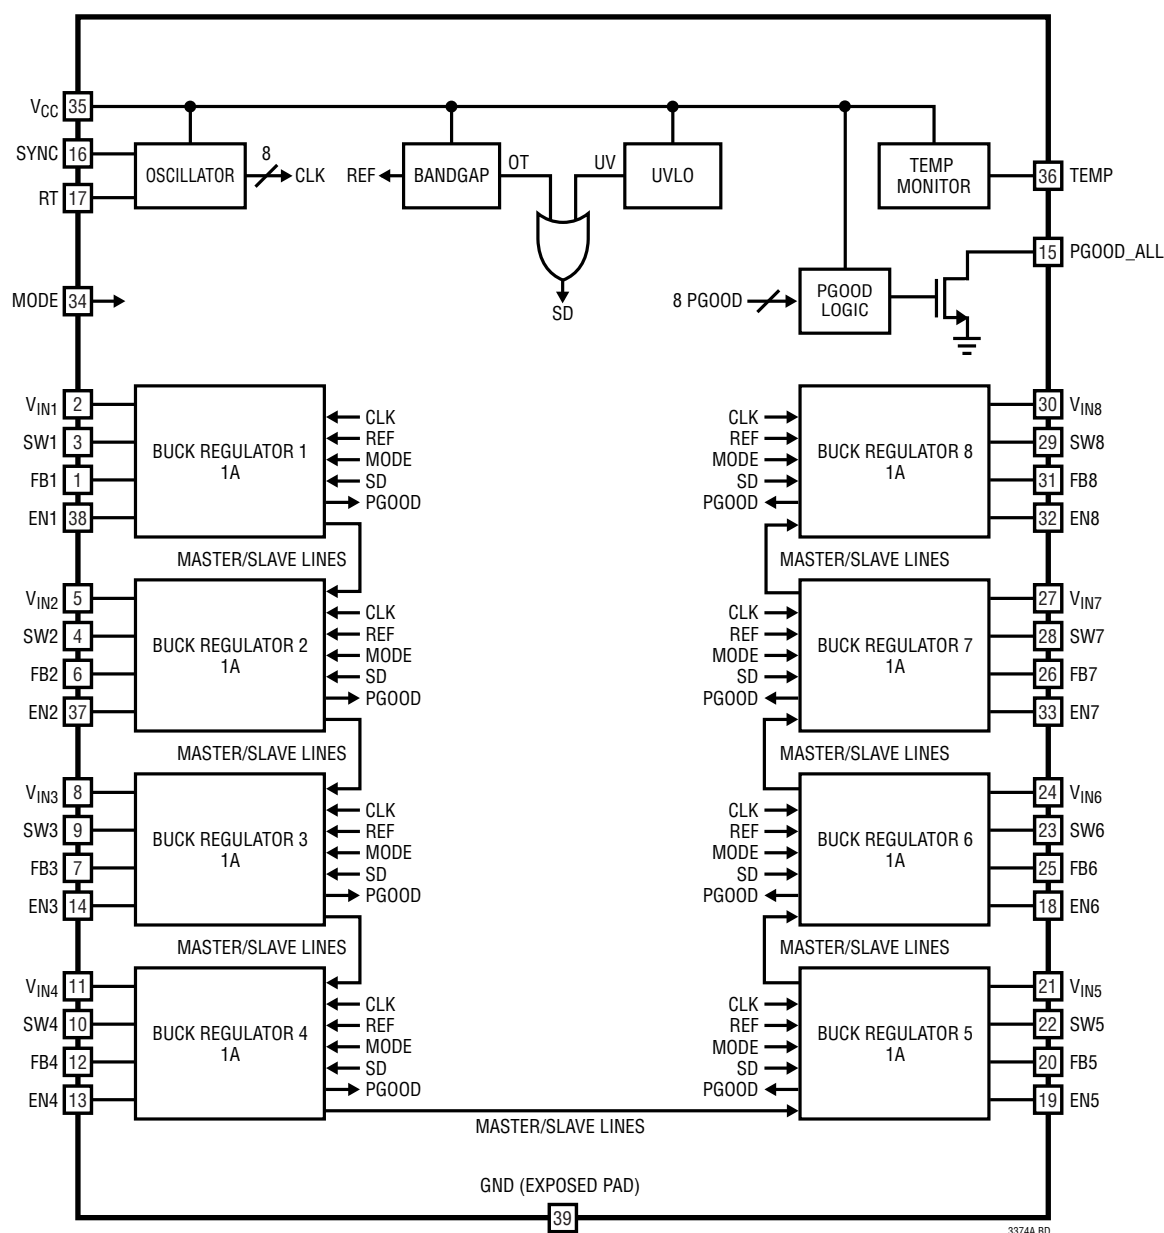 VCC 35
SYNC 16
RT 17
MODE 34
OSCILLATOR
8
CLK
REF
BANDGAP
OT
UV
UVLO
SD
TEMP
MONITOR
36 TEMP
15 PGOOD_ALL
8 PGOOD
PGOOD
LOGIC
VIN1 2
SW1 3
FB1 1
EN1 38
BUCK REGULATOR 1
1A
CLK
REF
MODE
SD
PGOOD
MASTER/SLAVE LINES
VIN2 5
SW2 4
FB2 6
EN2 37
BUCK REGULATOR 2
1A
CLK
REF
MODE
SD
PGOOD
MASTER/SLAVE LINES
VIN3 8
SW3 9
FB3 7
EN3 14
BUCK REGULATOR 3
1A
CLK
REF
MODE
SD
PGOOD
MASTER/SLAVE LINES
VIN4 11
SW4 10
FB4 12
EN4 13
BUCK REGULATOR 4
1A
CLK
REF
MODE
SD
PGOOD
MASTER/SLAVE LINES
CLK
REF
MODE
SD
PGOOD
BUCK REGULATOR 8
1A
30 VIN8
29 SW8
31 FB8
32 EN8
MASTER/SLAVE LINES
CLK
REF
MODE
SD
PGOOD
BUCK REGULATOR 7
1A
27 VIN7
28 SW7
26 FB7
33 EN7
MASTER/SLAVE LINES
CLK
REF
MODE
SD
PGOOD
BUCK REGULATOR 6
1A
24 VIN6
23 SW6
25 FB6
18 EN6
MASTER/SLAVE LINES
CLK
REF
MODE
SD
PGOOD
BUCK REGULATOR 5
1A
21 VIN5
22 SW5
20 FB5
19 EN5
GND (EXPOSED PAD)
39
3374A BD